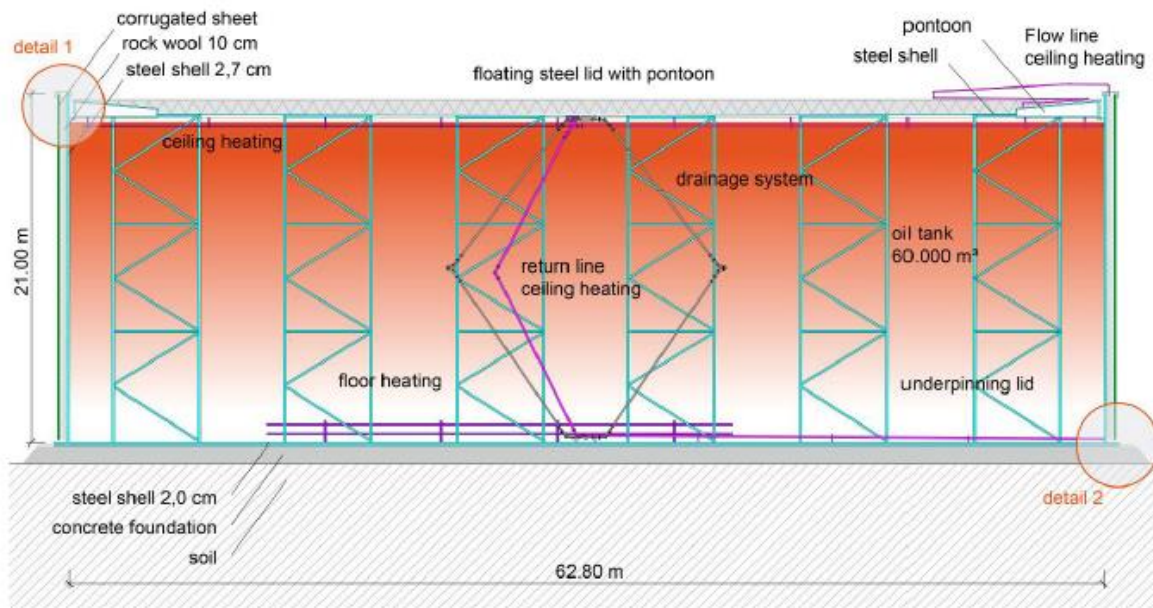 corrugated sheet
detail 1
rock wool 10 cm
steel shell 2,7 cm
floating steel lid with pontoon
pontoon
steel shell
Flow line
ceiling heating
ceiling heating
drainage system
oil tank
60.000 m³
return line
ceiling heating
21.00 m
floor heating
underpinning lid
steel shell 2,0 cm
concrete foundation
soil
detail 2
62.80 m